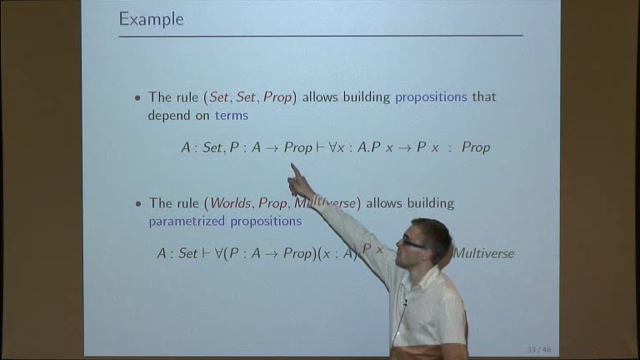 Example
• The rule (Set, Set, Prop) allows building propositions that
depend on terms
A : Set, P : A → Prop ⊢ ∀x : A.P x → P x : Prop
• The rule (Worlds, Prop, Multiverse) allows building
parametrized propositions
A : Set ⊢ ∀(P : A → Prop)(x : A).P x → Multiverse
33 / 46